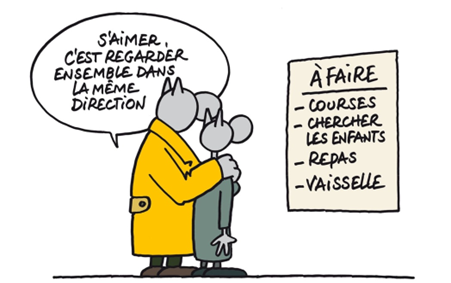 S'AIMER,
C'EST REGARDER
ENSEMBLE DANS
LA MÊME
DIRECTION
À FAIRE
- COURSES
- CHERCHER
LES ENFANTS
- REPAS
- VAISSELLE